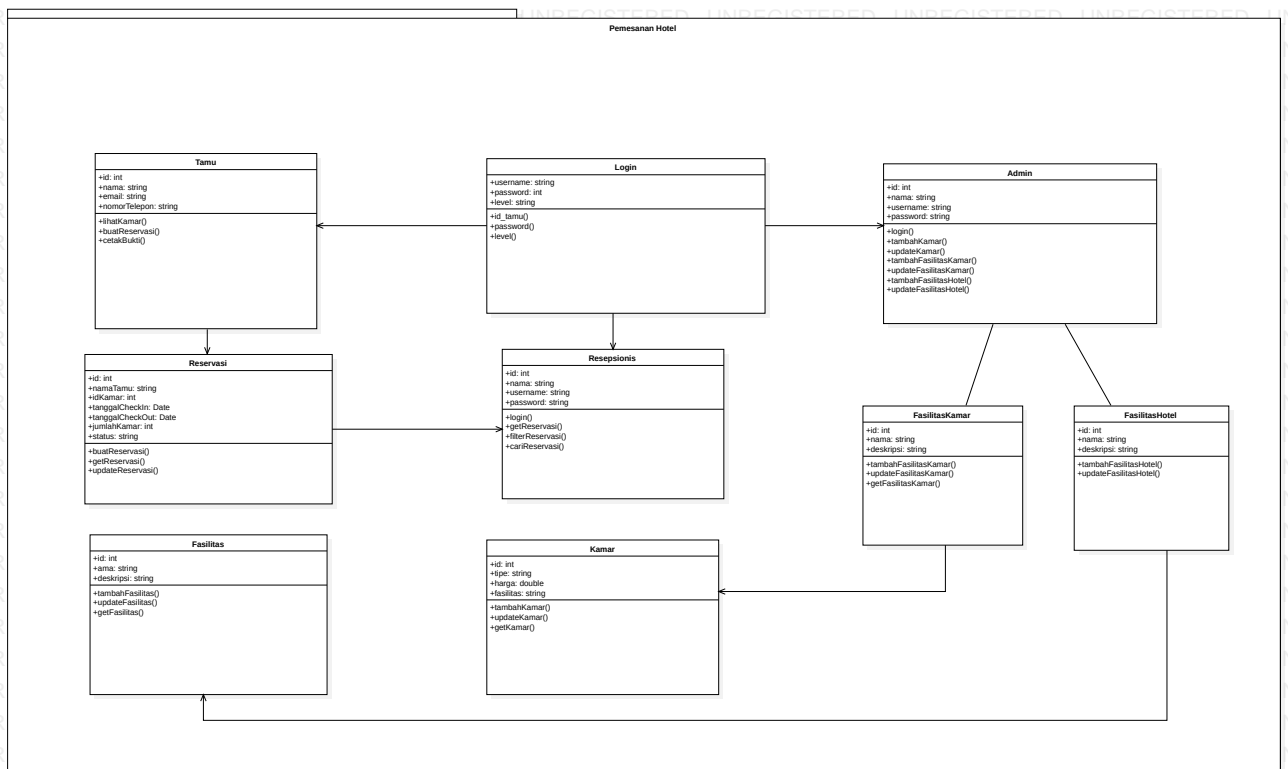 UNREGISTERED UNREGISTERED UNREGISTERED UNREGISTERED
Pemesanan Hotel
Tamu
+id: int
+nama: string
+email: string
+nomorTelepon: string
+lihatKamar()
+buatReservasi()
+cetakBukti()
Login
+username: string
+password: int
+level: string
+id_tamu()
+password()
+level()
Admin
+id: int
+nama: string
+username: string
+password: string
+login()
+tambahKamar()
+updateKamar()
+tambahFasilitasKamar()
+updateFasilitasKamar()
+tambahFasilitasHotel()
+updateFasilitasHotel()
Reservasi
+id: int
+namaTamu: string
+idKamar: int
+tanggalCheckIn: Date
+tanggalCheckOut: Date
+jumlahKamar: int
+status: string
+buatReservasi()
+getReservasi()
+updateReservasi()
Resepsionis
+id: int
+nama: string
+username: string
+password: string
+login()
+getReservasi()
+filterReservasi()
+cariReservasi()
FasilitasKamar
+id: int
+nama: string
+deskripsi: string
+tambahFasilitasKamar()
+updateFasilitasKamar()
+getFasilitasKamar()
FasilitasHotel
+id: int
+nama: string
+deskripsi: string
+tambahFasilitasHotel()
+updateFasilitasHotel()
Fasilitas
+id: int
+ama: string
+deskripsi: string
+tambahFasilitas()
+updateFasilitas()
+getFasilitas()
Kamar
+id: int
+tipe: string
+harga: double
+fasilitas: string
+tambahKamar()
+updateKamar()
+getKamar()